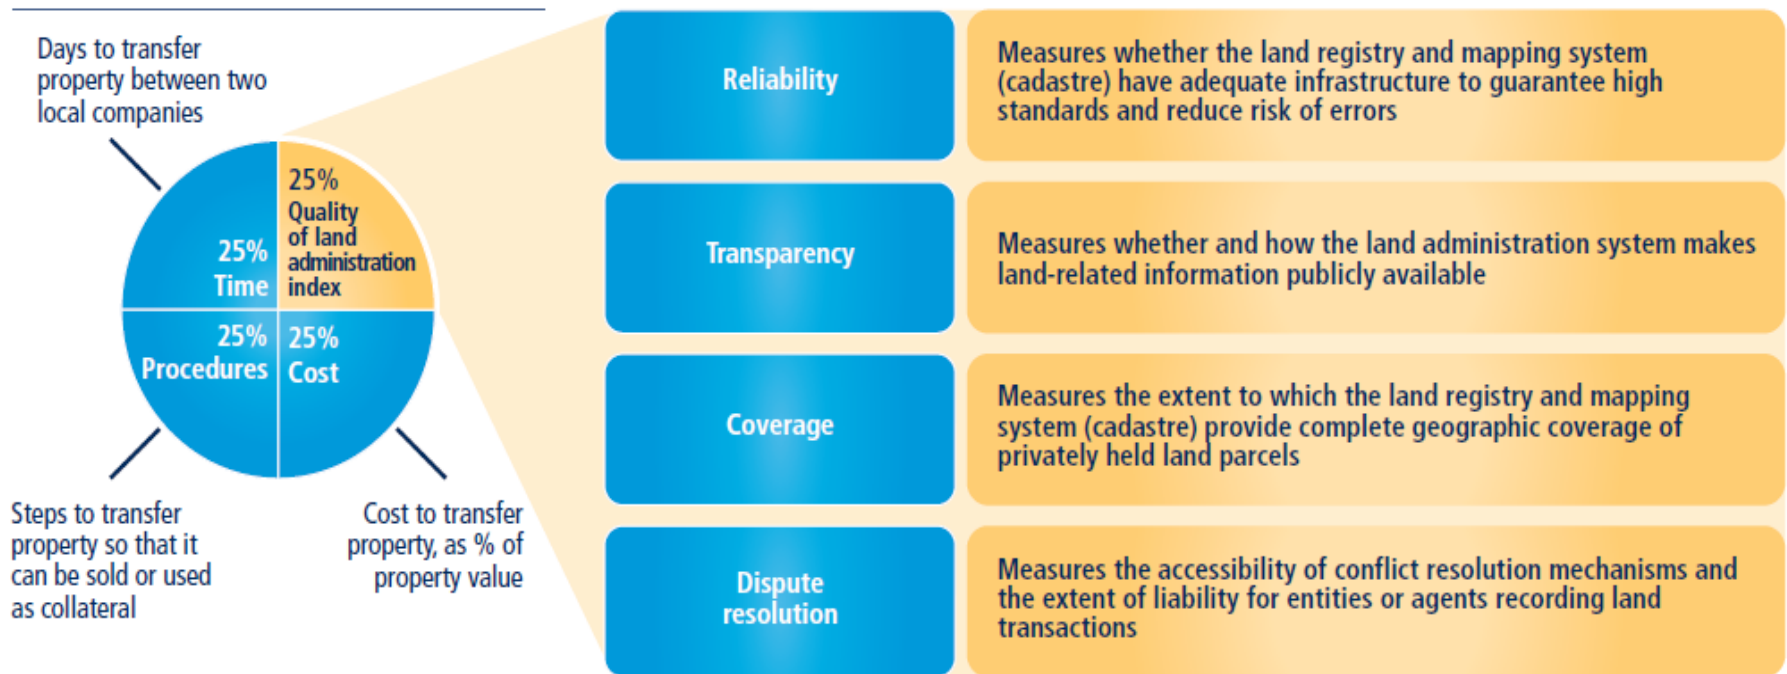 Days to transfer
property between two
local companies
25%
Quality
of land
administration
index
25%
Time
25%
Procedures
25%
Cost
Steps to transfer
property so that it
can be sold or used
as collateral
Cost to transfer
property, as % of
property value
Reliability
Measures whether the land registry and mapping system
(cadastre) have adequate infrastructure to guarantee high
standards and reduce risk of errors
Transparency
Measures whether and how the land administration system makes
land-related information publicly available
Coverage
Measures the extent to which the land registry and mapping
system (cadastre) provide complete geographic coverage of
privately held land parcels
Dispute
resolution
Measures the accessibility of conflict resolution mechanisms and
the extent of liability for entities or agents recording land
transactions